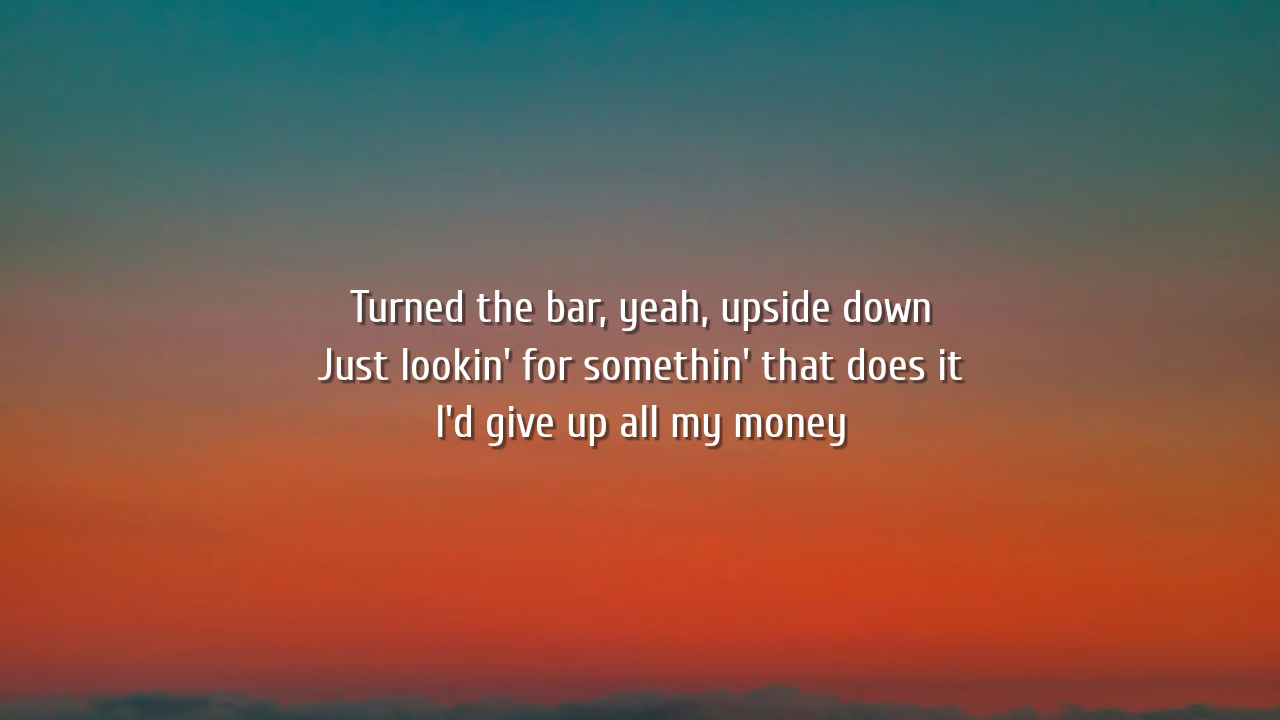 Turned the bar, yeah, upside down
Just lookin' for somethin' that does it
I'd give up all my money